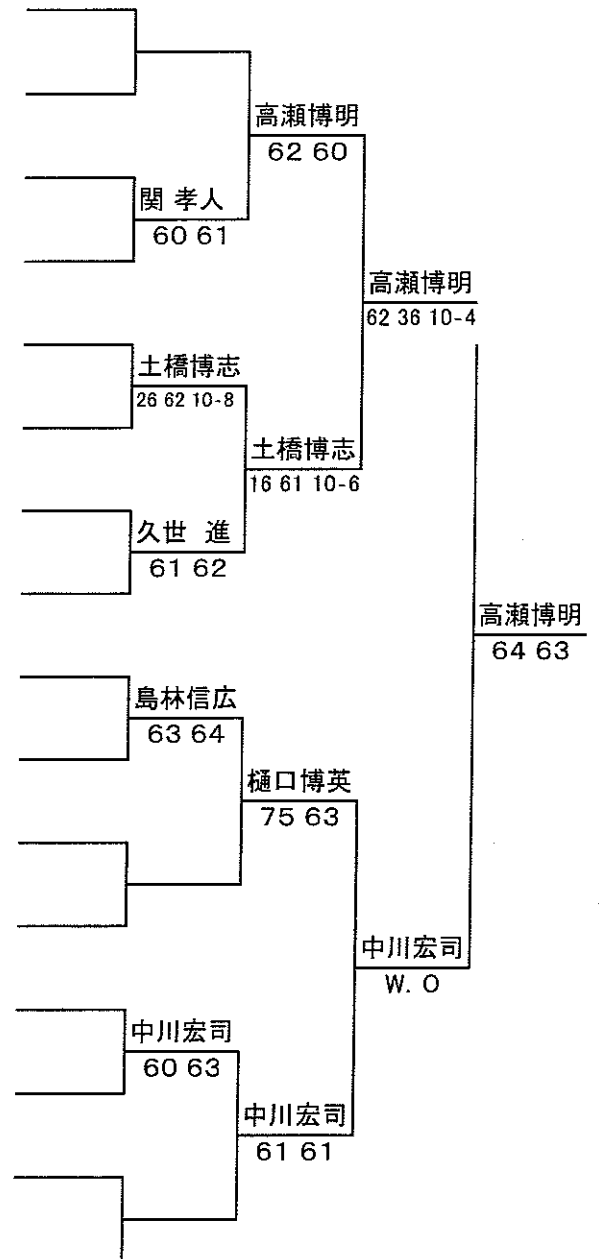 高瀬博明
62 60
関 孝人
60 61
高瀬博明
62 36 10-4
土橋博志
26 62 10-8
土橋博志
16 61 10-6
久世 進
61 62
高瀬博明
64 63
島林信広
63 64
樋口博英
75 63
中川宏司
W. O
中川宏司
60 63
中川宏司
61 61